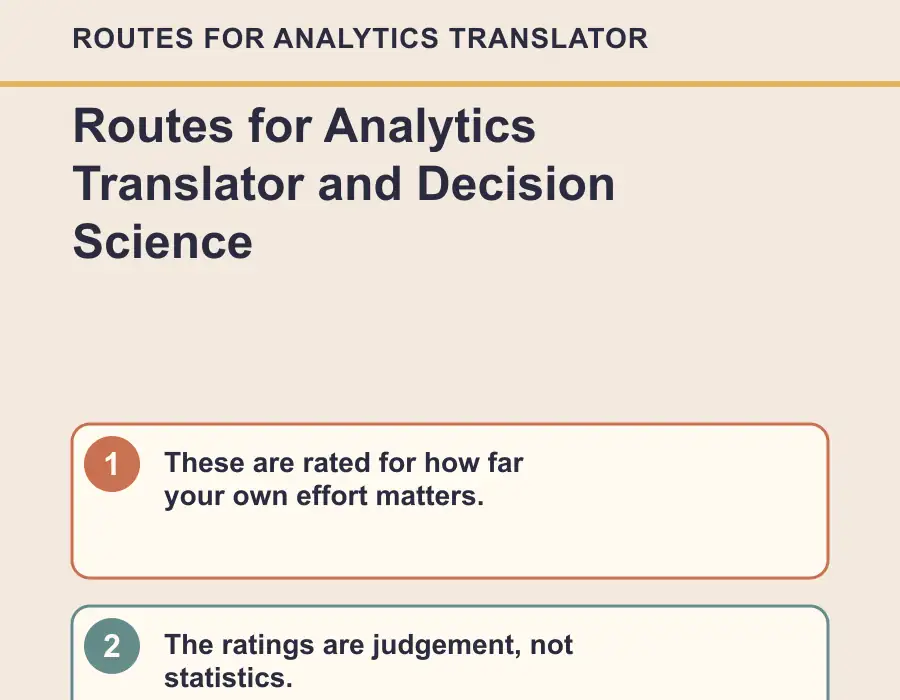 ROUTES FOR ANALYTICS TRANSLATOR
Routes for Analytics
Translator and Decision
Science
1
These are rated for how far
your own effort matters.
2
The ratings are judgement, not
statistics.